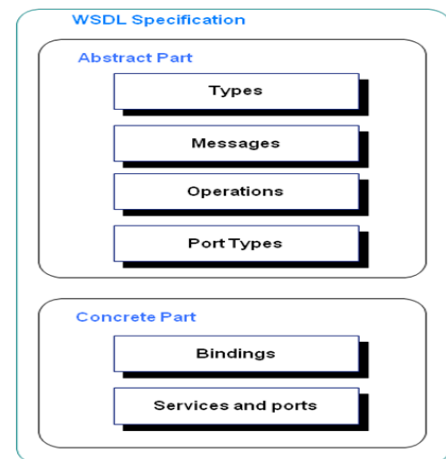 WSDL Specification
Abstract Part
Types
Messages
Operations
Port Types
Concrete Part
Bindings
Services and ports